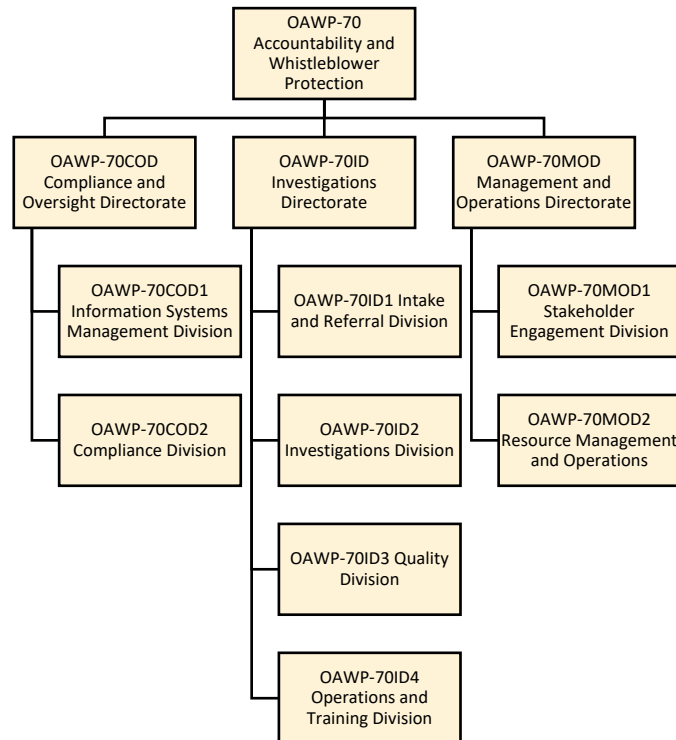 OAWP-70
Accountability and
Whistleblower
Protection
OAWP-70COD
Compliance and
Oversight Directorate
OAWP-70ID
Investigations
Directorate
OAWP-70MOD
Management and
Operations Directorate
OAWP-70COD1
Information Systems
Management Division
OAWP-70ID1 Intake
and Referral Division
OAWP-70MOD1
Stakeholder
Engagement Division
OAWP-70COD2
Compliance Division
OAWP-70ID2
Investigations Division
OAWP-70MOD2
Resource Management
and Operations
OAWP-70ID3 Quality
Division
OAWP-70ID4
Operations and
Training Division